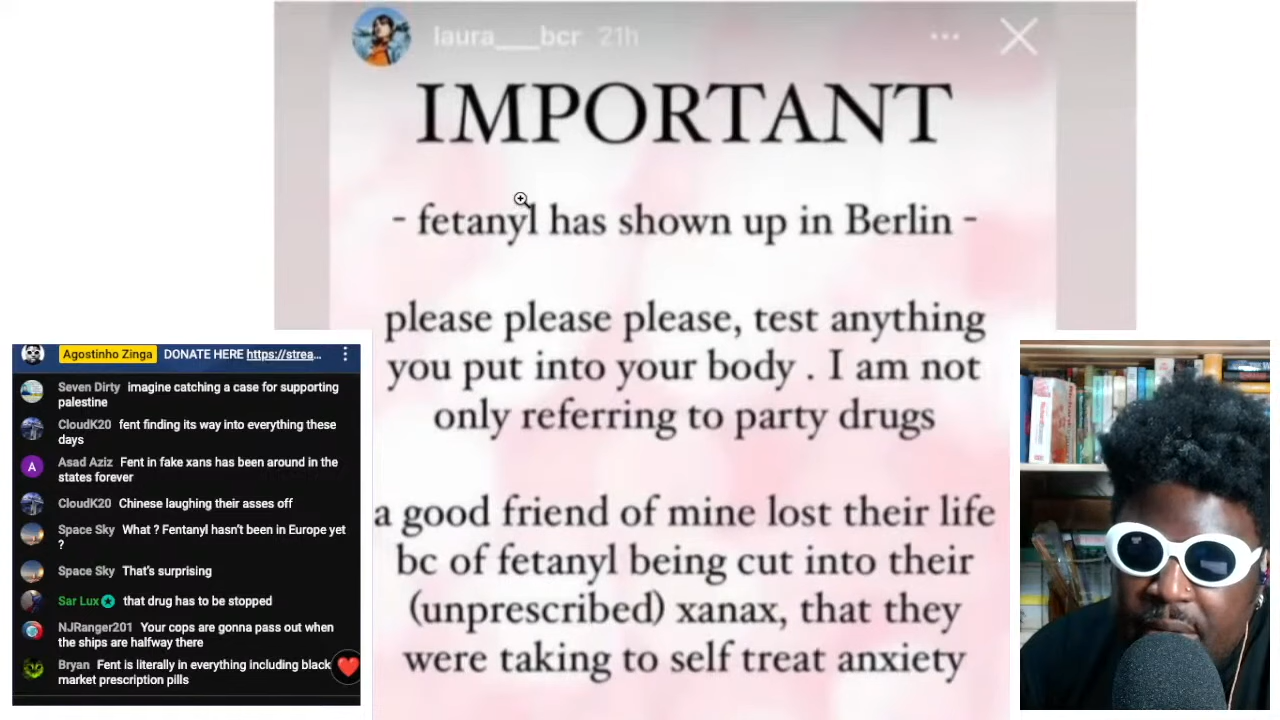 laura___bcr 21h
IMPORTANT
- fetanyl has shown up in Berlin -
please please please, test anything
you put into your body . I am not
only referring to party drugs
a good friend of mine lost their life
bc of fetanyl being cut into their
(unprescribed) xanax, that they
were taking to self treat anxiety
Agostinho Zinga DONATE HERE https://strea...
Seven Dirty imagine catching a case for supporting
palestine
CloudK20 fent finding its way into everything these
days
A
Asad Aziz Fent in fake xans has been around in the
states forever
CloudK20 Chinese laughing their asses off
Space Sky What ? Fentanyl hasn't been in Europe yet
?
Space Sky That's surprising
Sar Lux that drug has to be stopped
NJRanger201 Your cops are gonna pass out when
the ships are halfway there
Bryan Fent is literally in everything including black
market prescription pills